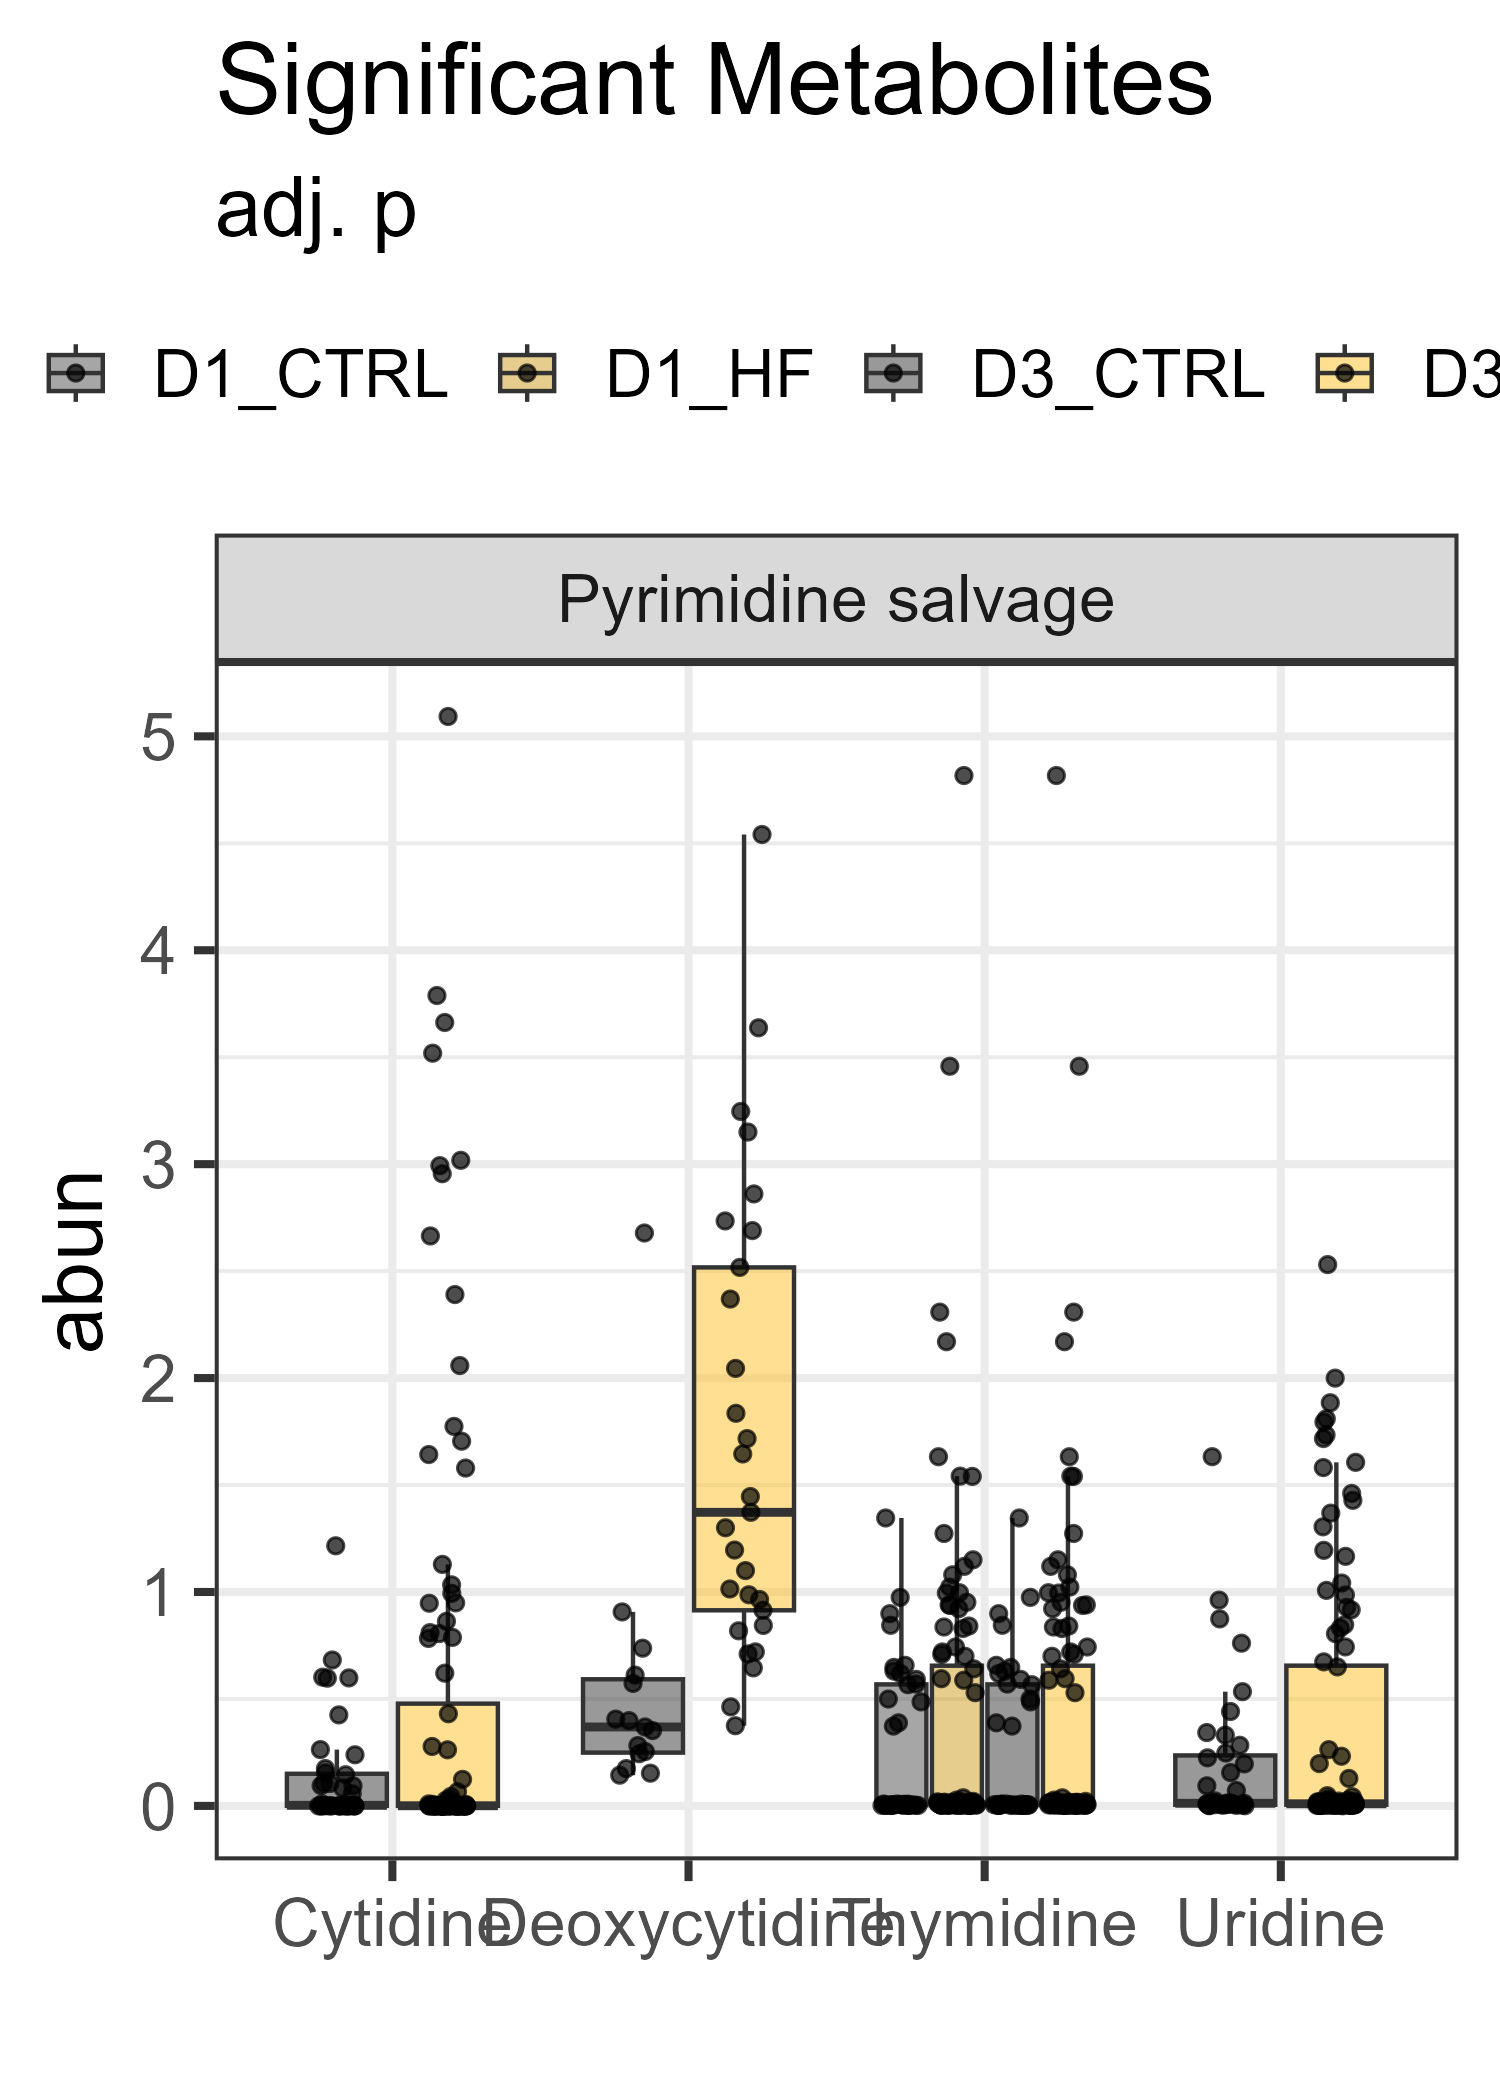 Significant Metabolites
adj. p
D1_CTRL D1_HF D3_CTRL D3
Pyrimidine salvage
5
4
3
2
1
0
abun
Cytidine Deoxycytidine Thymidine Uridine